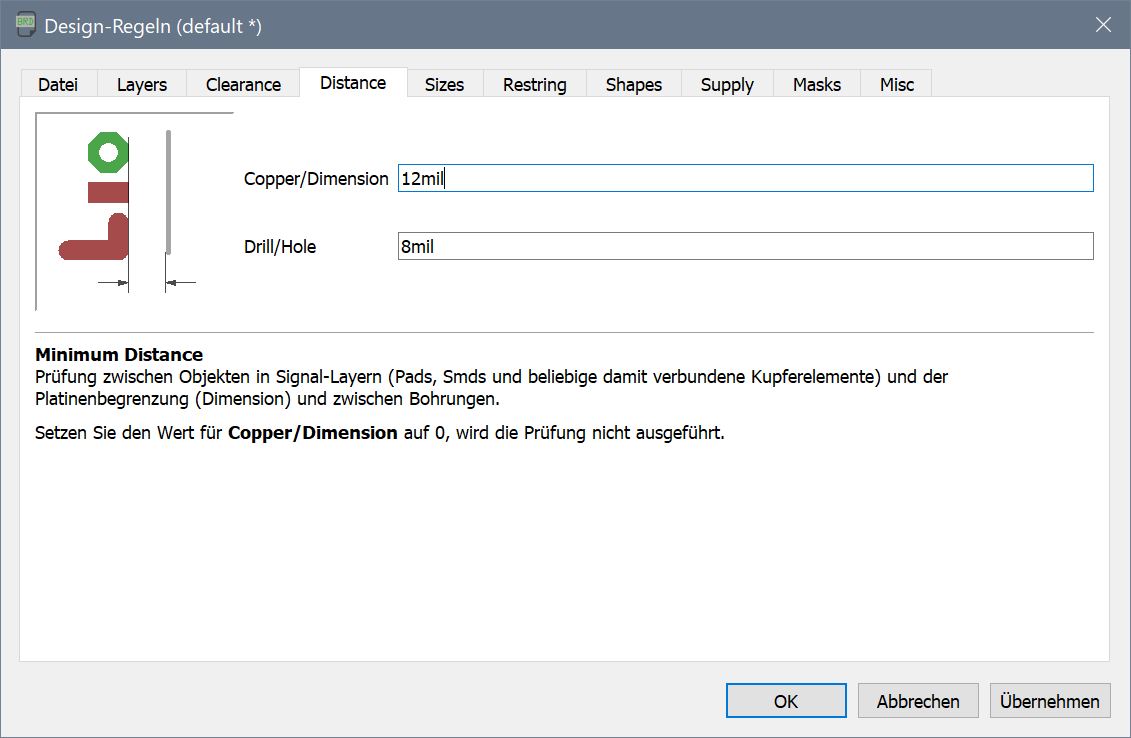 BRD
Design-Regeln (default *)
Datei Layers Clearance Distance Sizes Restring Shapes Supply Masks Misc
Copper/Dimension 12mil
Drill/Hole 8mil
Minimum Distance
Prüfung zwischen Objekten in Signal-Layern (Pads, Smds und beliebige damit verbundene Kupferelemente) und der
Platinenbegrenzung (Dimension) und zwischen Bohrungen.
Setzen Sie den Wert für Copper/Dimension auf 0, wird die Prüfung nicht ausgeführt.
OK Abbrechen Übernehmen